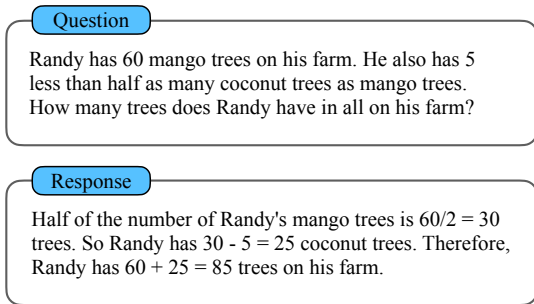 Question
Randy has 60 mango trees on his farm. He also has 5
less than half as many coconut trees as mango trees.
How many trees does Randy have in all on his farm?
Response
Half of the number of Randy's mango trees is 60/2 = 30
trees. So Randy has 30 - 5 = 25 coconut trees. Therefore,
Randy has 60 + 25 = 85 trees on his farm.